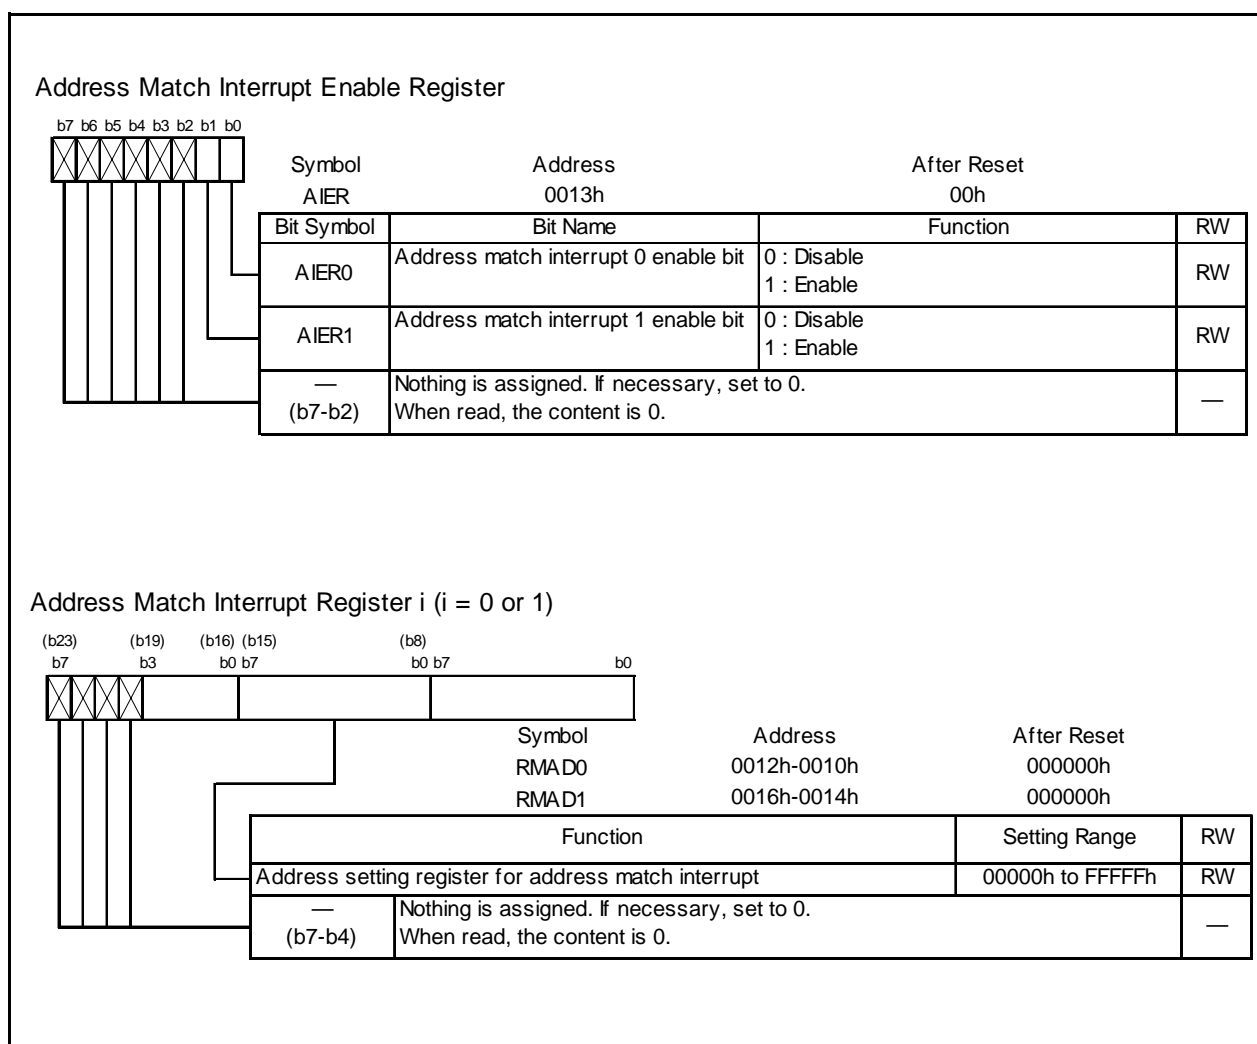 Address Match Interrupt Enable Register
b7 b6 b5 b4 b3 b2 b1 b0
Symbol Address After Reset
AIER 0013h 00h
Bit Symbol Bit Name Function RW
AIER0 Address match interrupt 0 enable bit 0 : Disable RW
1 : Enable
AIER1 Address match interrupt 1 enable bit 0 : Disable RW
1 : Enable
— Nothing is assigned. If necessary, set to 0. —
(b7-b2) When read, the content is 0.
Address Match Interrupt Register i (i = 0 or 1)
(b23) (b19) (b16) (b15) (b8)
b7 b3 b0 b7 b0 b7 b0
Symbol Address After Reset
RMAD0 0012h-0010h 000000h
RMAD1 0016h-0014h 000000h
Function Setting Range RW
Address setting register for address match interrupt 00000h to FFFFFh RW
— Nothing is assigned. If necessary, set to 0. —
(b7-b4) When read, the content is 0.